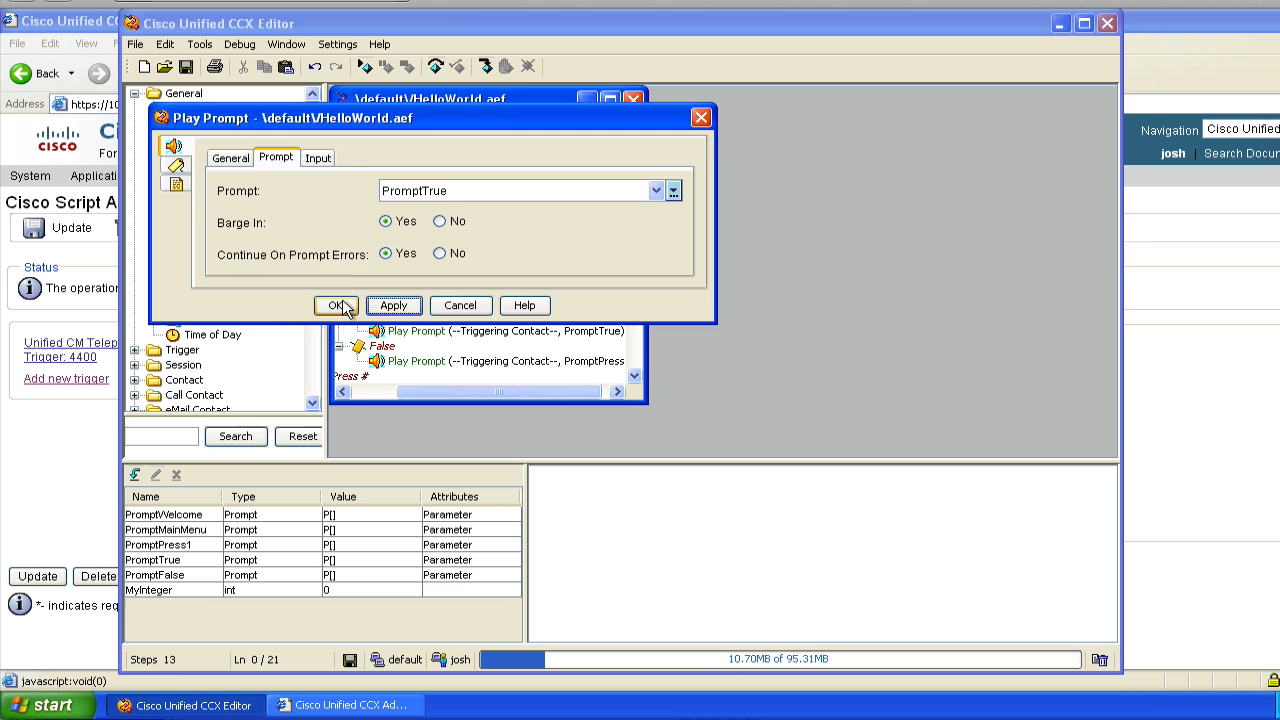 Cisco Unified CC
Cisco Unified CCX Editor
File Edit View
File Edit Tools Debug Window Settings Help
Back
Address https://10
CISCO
Navigation Cisco Unified
josh Search Docum
System
Cisco Script A
Update
Status
The operation
Unified CM Telep
Trigger: 4400
Add new trigger
Update Delete
*- indicates req
General
\default\/HelloWorld.aef
Play Prompt - \default\/HelloWorld.aef
General Prompt Input
Prompt: PromptTrue
Barge In: Yes No
Continue On Prompt Errors: Yes No
OK Apply Cancel Help
Time of Day
Trigger
Session
Contact
Call Contact
eMail Contact
Play Prompt (--Triggering Contact--, PromptTrue)
False
Play Prompt (--Triggering Contact--, PromptPress
Press #
Search Reset
Name Type Value Attributes
PromptWelcome Prompt P[] Parameter
PromptMainMenu Prompt P[] Parameter
PromptPress1 Prompt P[] Parameter
PromptTrue Prompt P[] Parameter
PromptFalse Prompt P[] Parameter
MyInteger int 0
Steps 13 Ln 0 / 21 default josh 10.70MB of 95.31MB
javascript:void(0)
start Cisco Unified CCX Editor Cisco Unified CCX Ad...